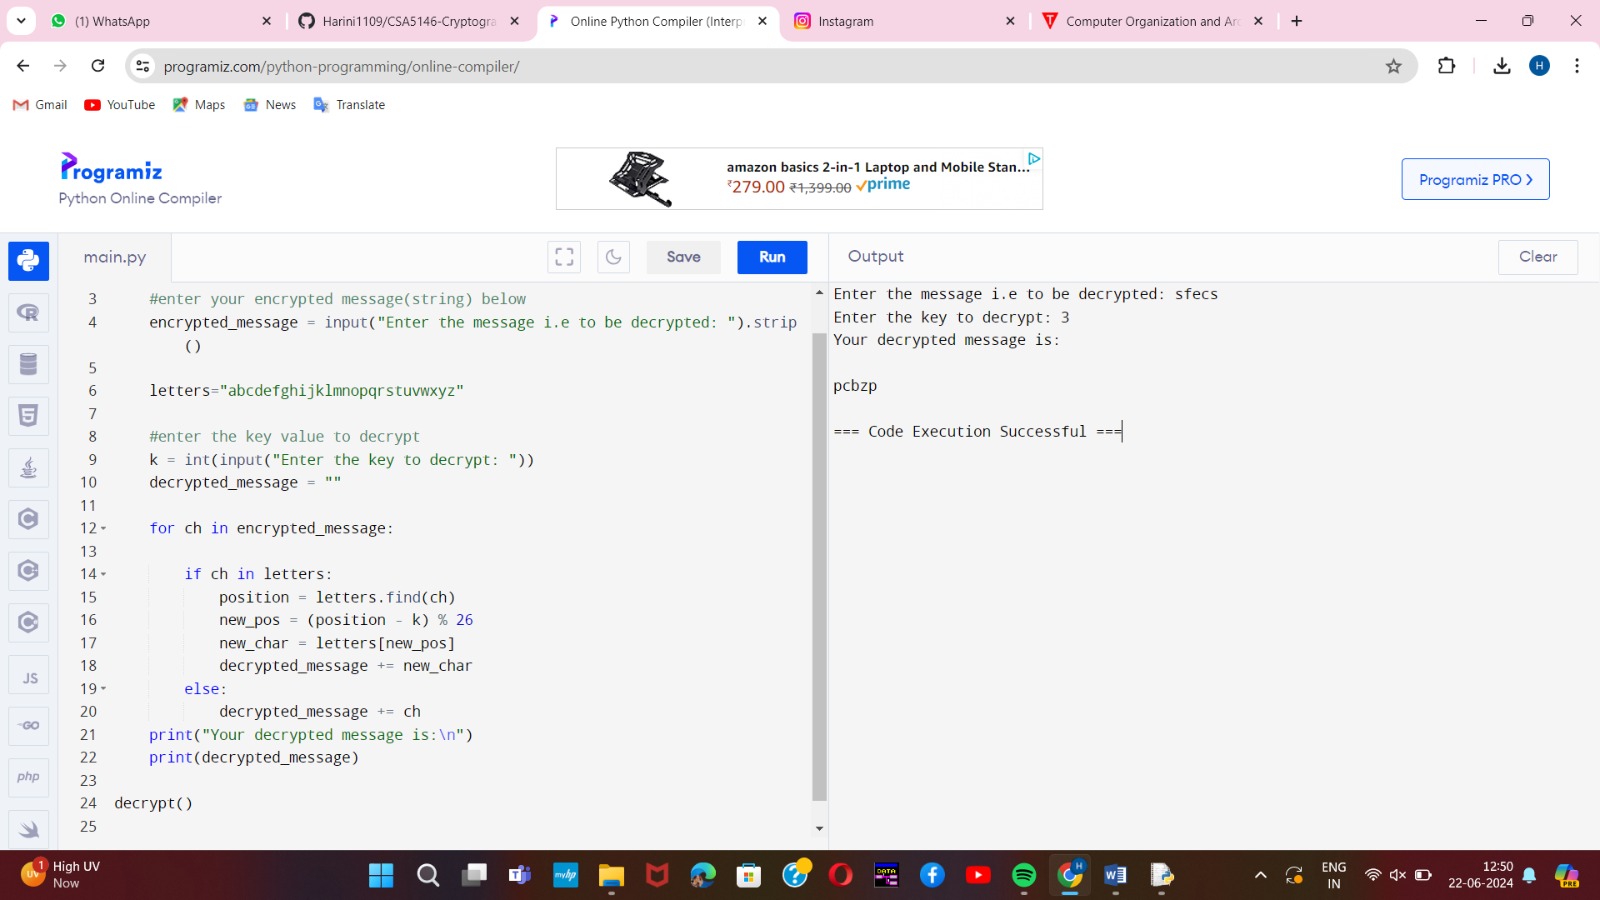 (1) WhatsApp
Harini1109/CSA5146-Cryptogra
Online Python Compiler (Interp
Instagram
Computer Organization and Ar
programiz.com/python-programming/online-compiler/
H
Gmail
YouTube
Maps
News
Translate
Programiz
Python Online Compiler
amazon basics 2-in-1 Laptop and Mobile Stan...
₹279.00 ₹1,399.00 prime
Programiz PRO
main.py
Save
Run
Output
Clear
3 #enter your encrypted message(string) below
4 encrypted_message = input("Enter the message i.e to be decrypted: ").strip
()
5
6 letters="abcdefghijklmnopqrstuvwxyz"
7
8 #enter the key value to decrypt
9 k = int(input("Enter the key to decrypt: "))
10 decrypted_message = ""
11
12 for ch in encrypted_message:
13
14 if ch in letters:
15 position = letters.find(ch)
16 new_pos = (position - k) % 26
17 new_char = letters[new_pos]
18 decrypted_message += new_char
19 else:
20 decrypted_message += ch
21 print("Your decrypted message is:\n")
22 print(decrypted_message)
23
24 decrypt()
25
Enter the message i.e to be decrypted: sfecs
Enter the key to decrypt: 3
Your decrypted message is:
pcbzp
=== Code Execution Successful ===
JS
GO
php
High UV
Now
1
UV
myhp
DATA
H
ENG
IN
12:50
22-06-2024
PRE